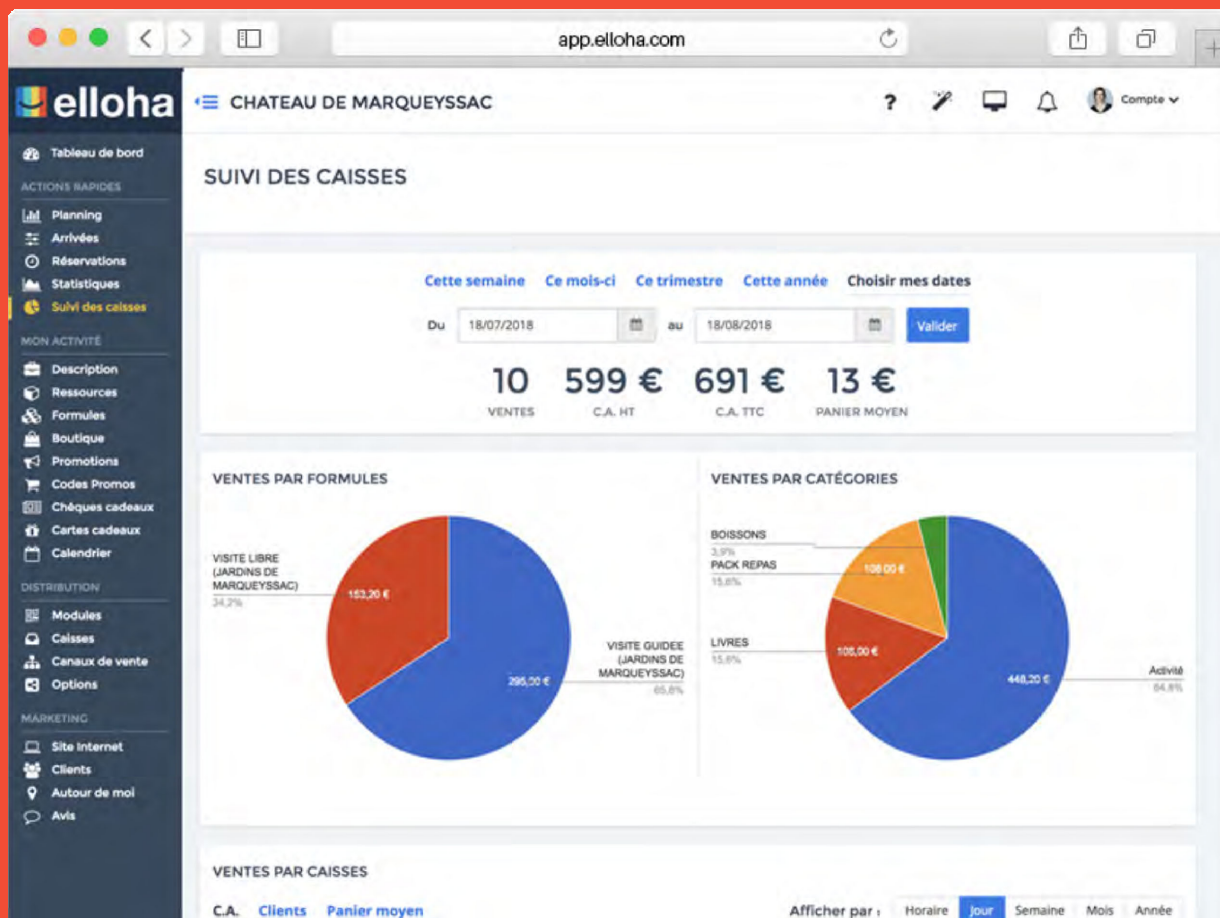 app.elloha.com
elloha
CHATEAU DE MARQUEYSSAC
?
Compte
Tableau de bord
ACTIONS RAPIDES
Planning
Arrivées
Réservations
Statistiques
Suivi des caisses
MON ACTIVITÉ
Description
Ressources
Formules
Boutique
Promotions
Codes Promos
Chèques cadeaux
Cartes cadeaux
Calendrier
DISTRIBUTION
Modules
Caisses
Canaux de vente
Options
MARKETING
Site Internet
Clients
Autour de moi
Avis
SUIVI DES CAISSES
Cette semaine Ce mois-ci Ce trimestre Cette année Choisir mes dates
Du 18/07/2018 au 18/08/2018 Valider
10 599 € 691 € 13 €
VENTES C.A. HT C.A. TTC PANIER MOYEN
VENTES PAR FORMULES
VISITE LIBRE
(JARDINS DE
MARQUEYSSAC)
34,2%
153,20 €
295,00 €
VISITE GUIDEE
(JARDINS DE
MARQUEYSSAC)
65,8%
VENTES PAR CATÉGORIES
BOISSONS
3,9%
PACK REPAS
15,6%
108,00 €
LIVRES
15,6%
108,00 €
448,20 €
Activité
64,8%
VENTES PAR CAISSES
C.A. Clients Panier moyen
Afficher par : Horaire Jour Semaine Mois Année